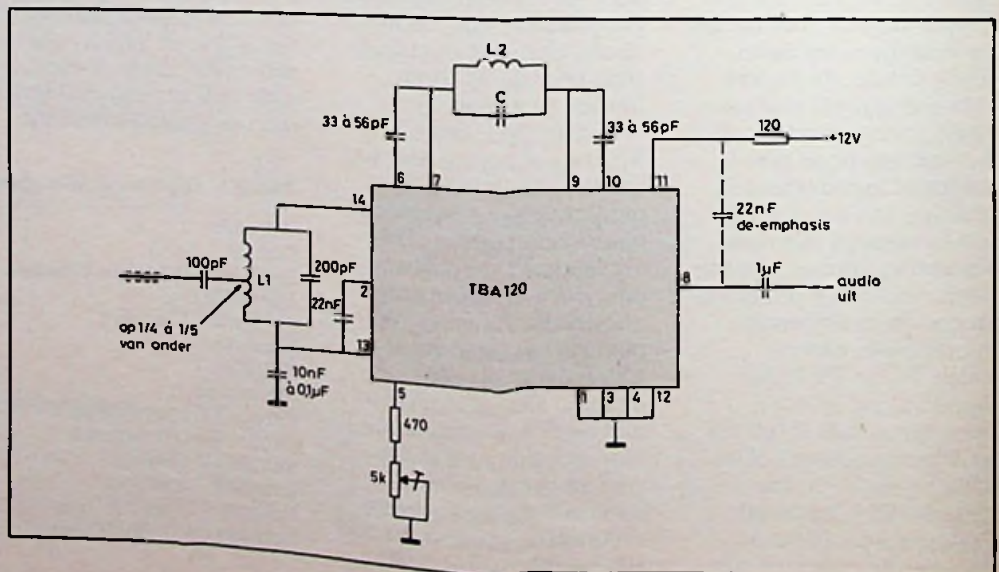 L2
C
33 à 56pF
33 à 56pF
120
+12V
6
7
9
10
11
14
22nF
de-emphasis
100pF
L1
200pF
2
22nF
TBA120
8
1µF
audio
uit
op 1/4 à 1/5
van onder
13
10nF
à 0,1µF
5
1
3
4
12
470
5k